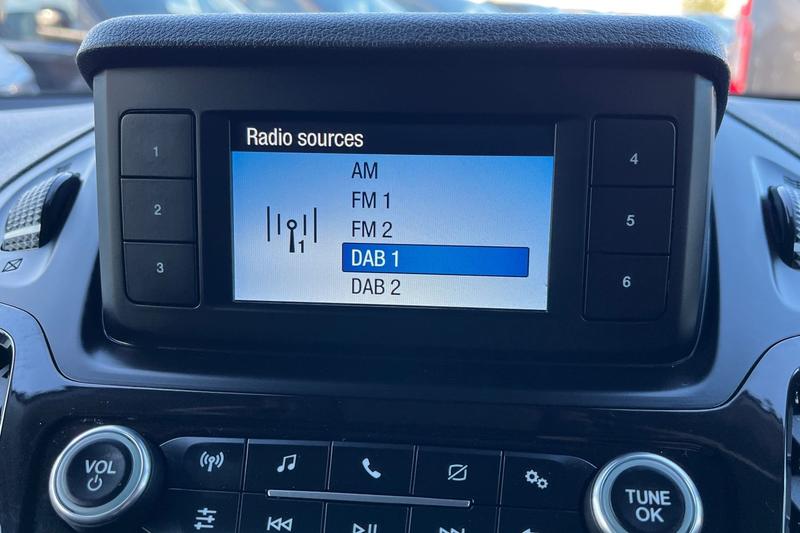 Radio sources
AM
FM 1
FM 2
DAB 1
DAB 2
1
1
2
3
4
5
6
VOL
TUNE
OK